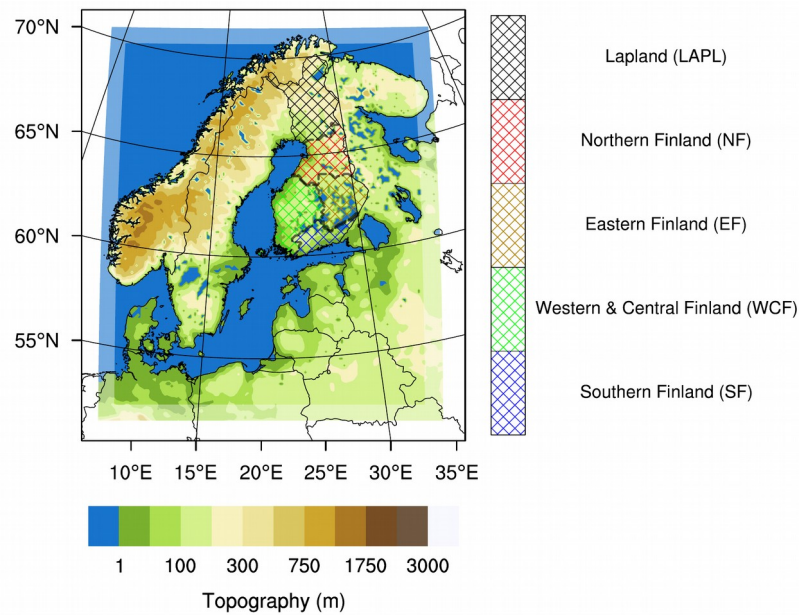 70°N
65°N
60°N
55°N
10°E 15°E 20°E 25°E 30°E 35°E
Lapland (LAPL)
Northern Finland (NF)
Eastern Finland (EF)
Western & Central Finland (WCF)
Southern Finland (SF)
1 100 300 750 1750 3000
Topography (m)